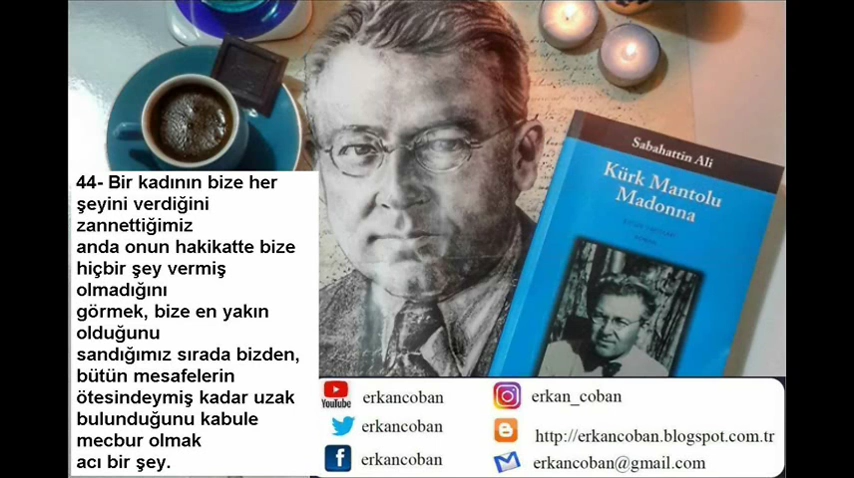 44- Bir kadının bize her
şeyini verdiğini
zannettiğimiz
anda onun hakikatte bize
hiçbir şey vermiş
olmadığını
görmek, bize en yakın
olduğunu
sandığımız sırada bizden,
bütün mesafelerin
ötesindeymiş kadar uzak
bulunduğunu kabule
mecbur olmak
acı bir şey.
Sabahattin Ali
Kürk Mantolu
Madonna
YouTube
erkancoban
erkancoban
erkancoban
erkan_coban
http://erkancoban.blogspot.com.tr
erkancoban@gmail.com